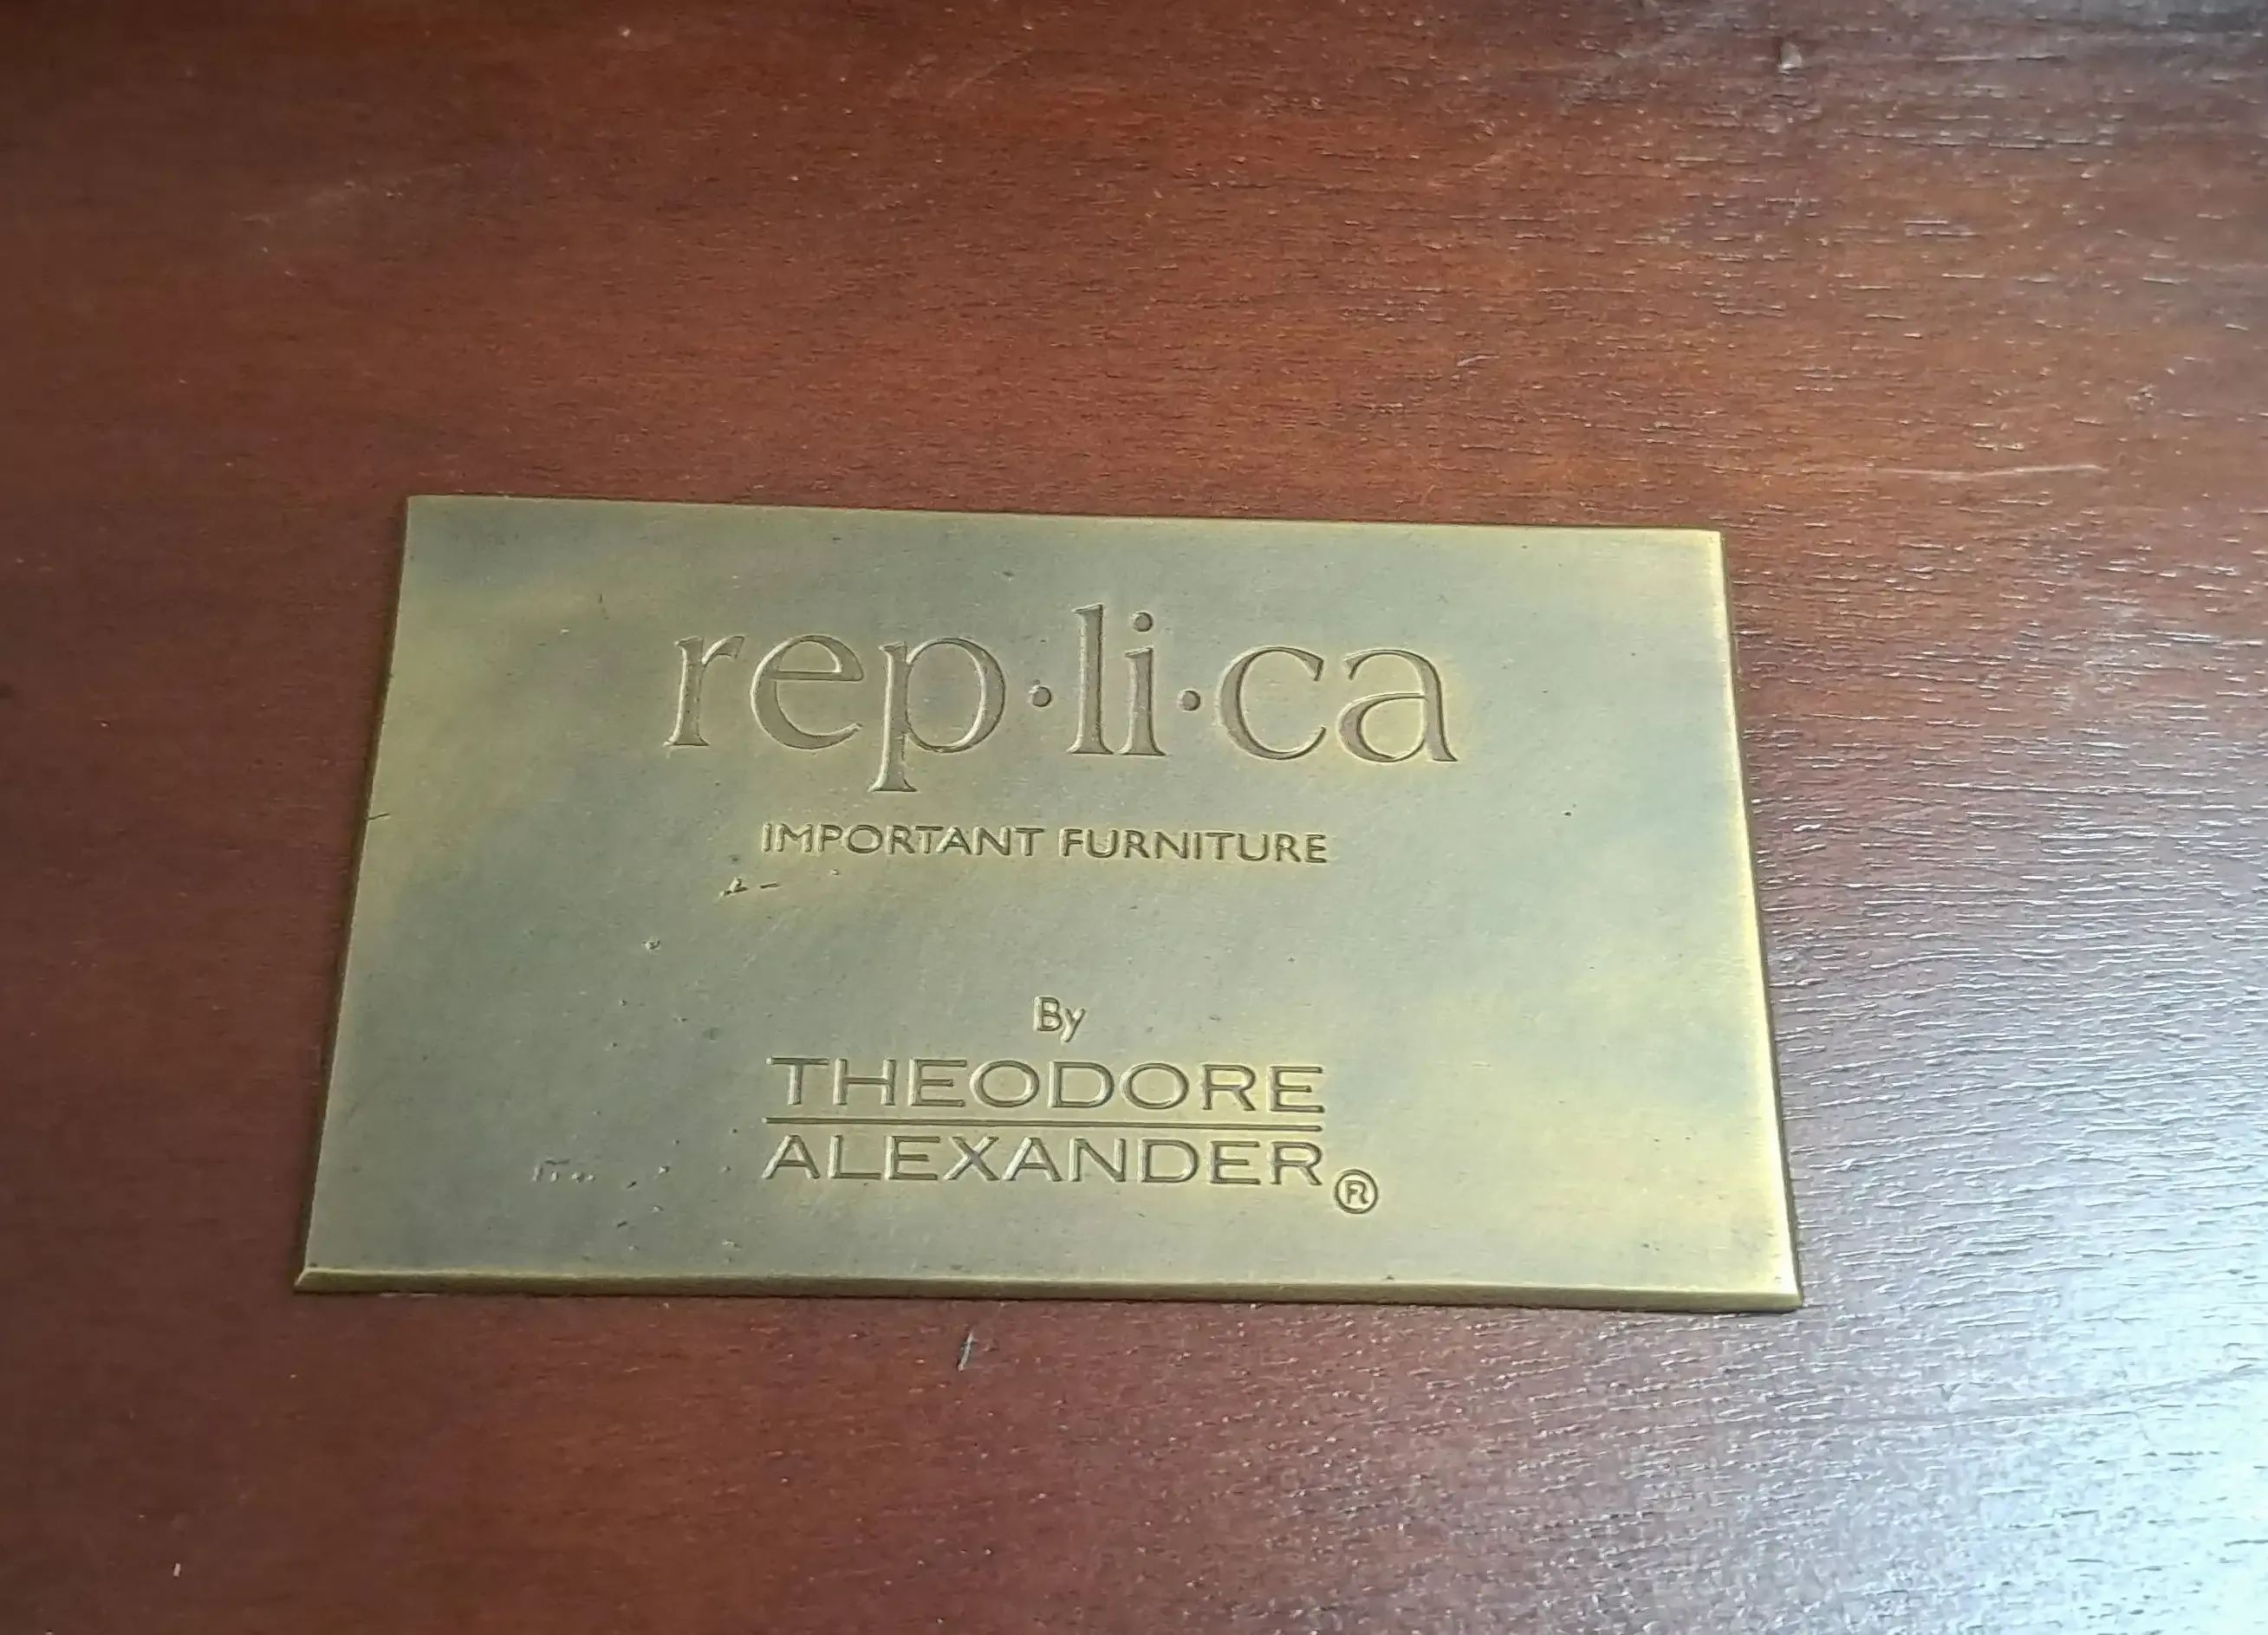 rep·li·ca
IMPORTANT FURNITURE
By
THEODORE
ALEXANDER®